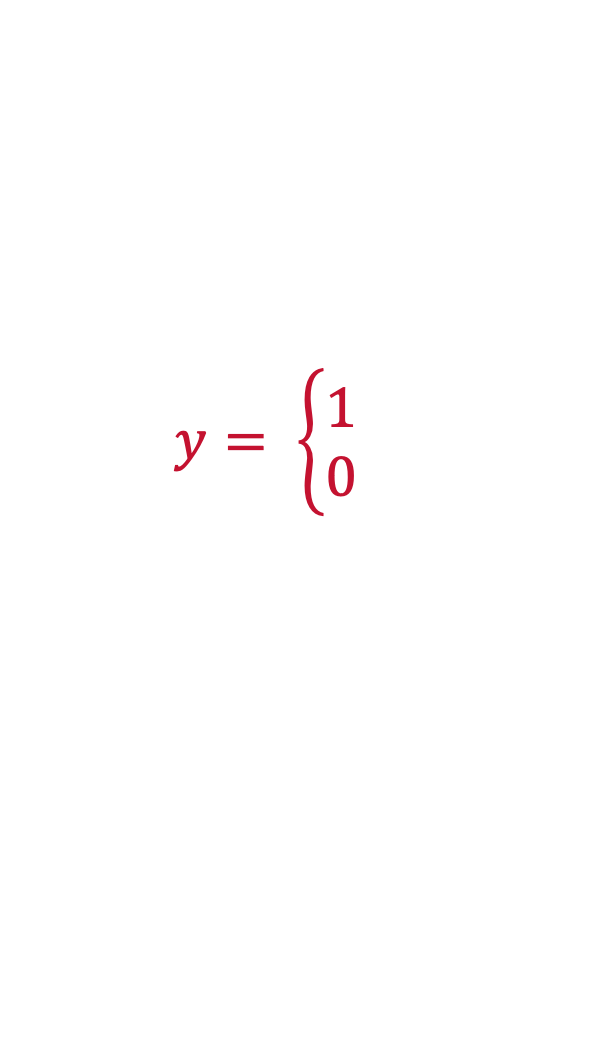 y = {1
0